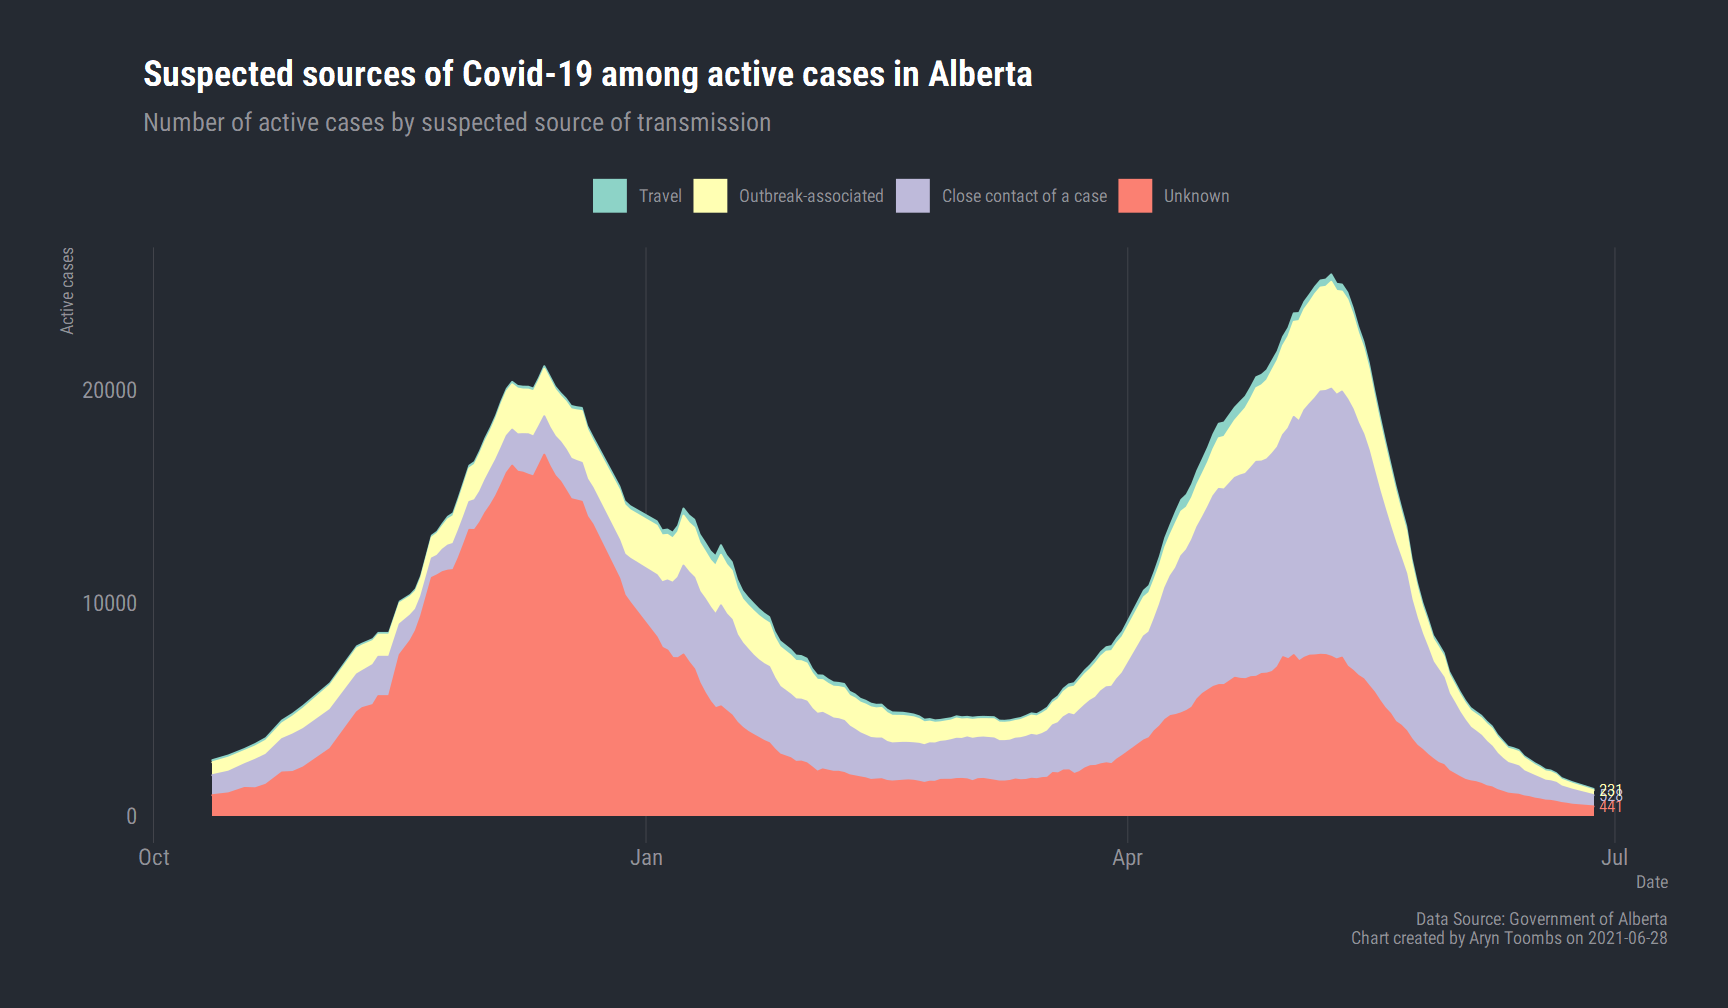 Suspected sources of Covid-19 among active cases in Alberta
Number of active cases by suspected source of transmission
Travel Outbreak-associated Close contact of a case Unknown
Active cases
20000
10000
0
231
441
Oct Jan Apr Jul
Date
Data Source: Government of Alberta
Chart created by Aryn Toombs on 2021-06-28